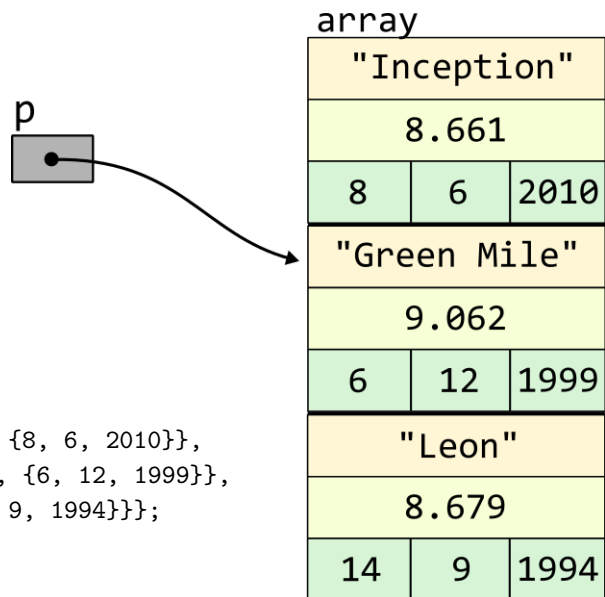 array
"Inception"
8.661
8 6 2010
p
"Green Mile"
9.062
6 12 1999
"Leon"
8.679
14 9 1994
{8, 6, 2010}},
, {6, 12, 1999}},
9, 1994}}};